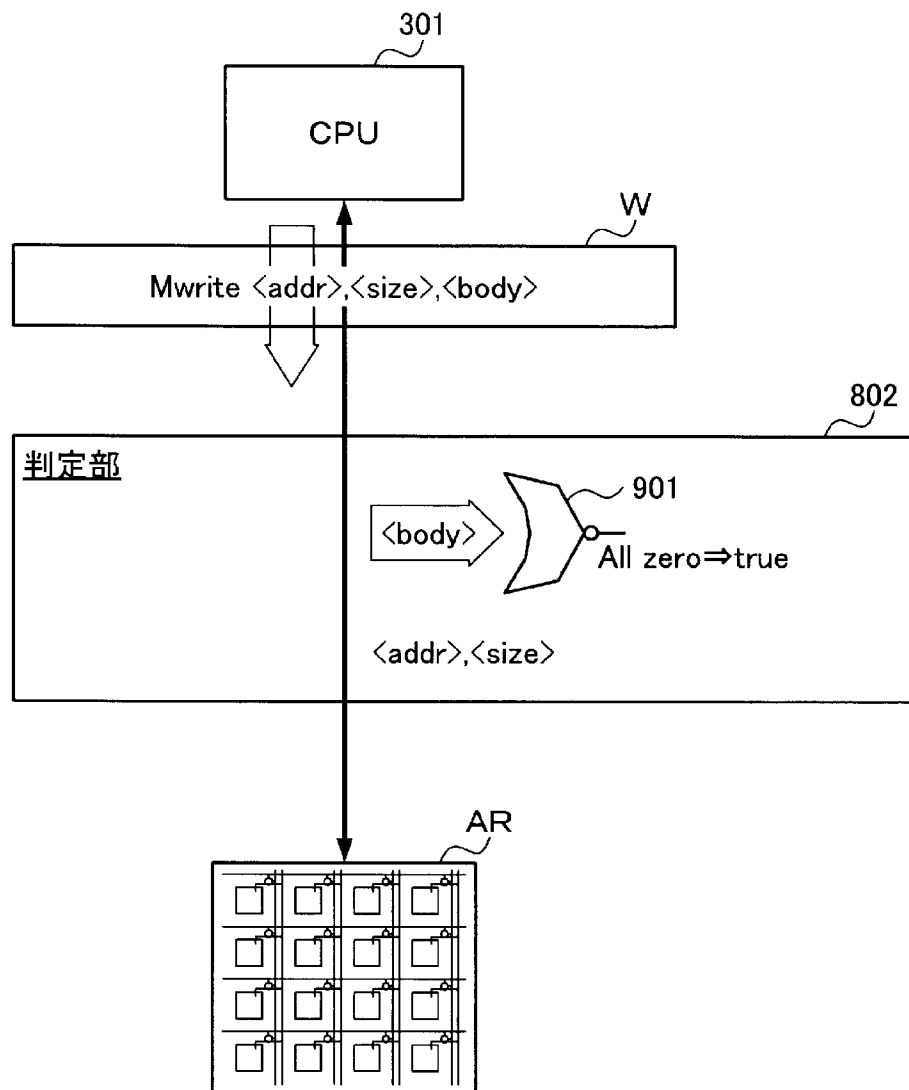 301
CPU
W
Mwrite <addr>,<size>,<body>
802
判定部
901
<body>
All zero⇒true
<addr>,<size>
AR